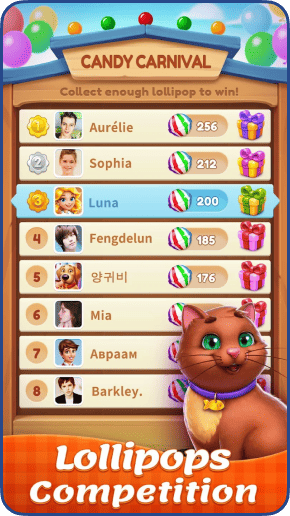 CANDY CARNIVAL
Collect enough lollipop to win!
1 Aurélie 256
2 Sophia 212
3 Luna 200
4 Fengdelun 185
5 양귀비 176
6 Mia
7 Авраам
8 Barkley.
Lollipops
Competition